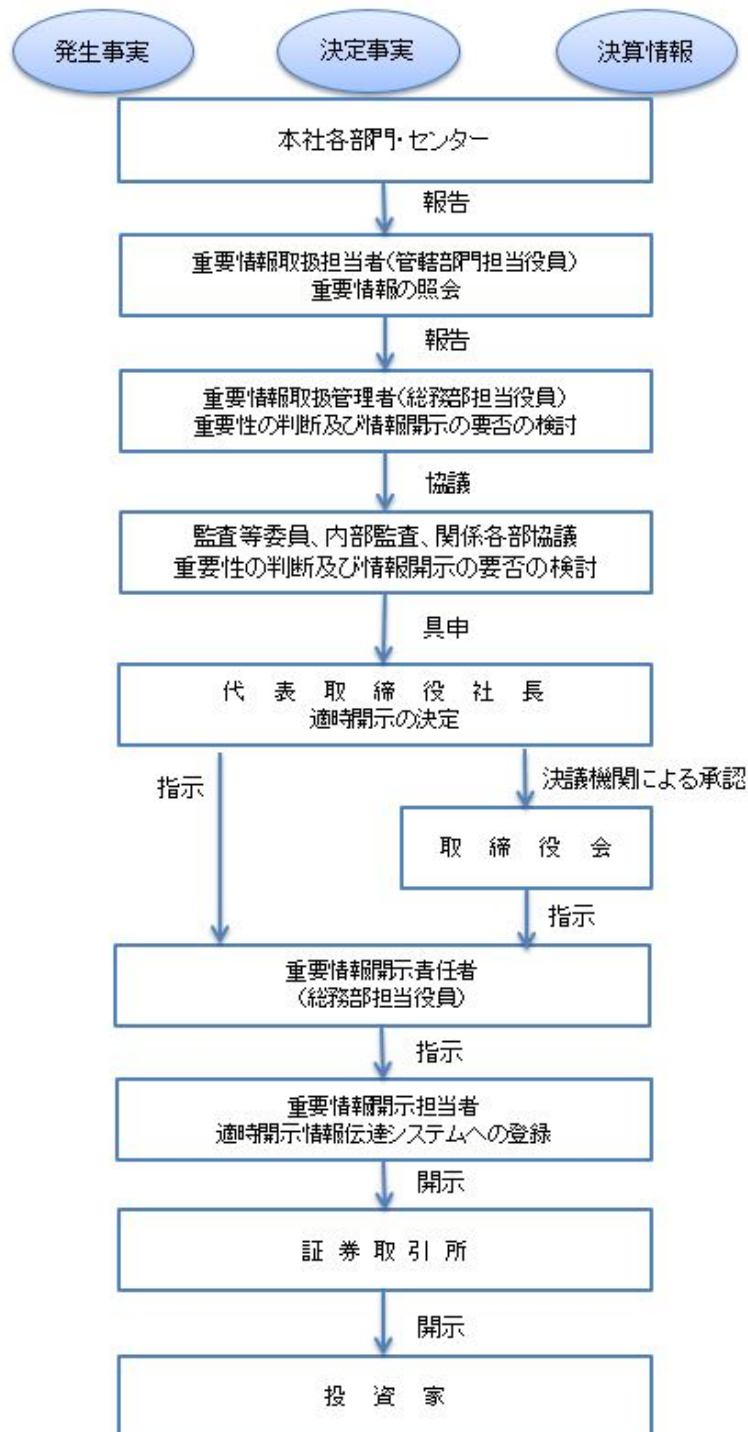 発生事実
決定事実
決算情報
本社各部門・センター
報告
重要情報取扱担当者(管轄部門担当役員)
重要情報の照会
報告
重要情報取扱管理者(総務部担当役員)
重要性の判断及び情報開示の要否の検討
協議
監査等委員、内部監査、関係各部協議
重要性の判断及び情報開示の要否の検討
具申
代 表 取 締 役 社 長
適時開示の決定
指示
決議機関による承認
取 締 役 会
指示
重要情報開示責任者
(総務部担当役員)
指示
重要情報開示担当者
適時開示情報伝達システムへの登録
開示
証 券 取 引 所
開示
投 資 家